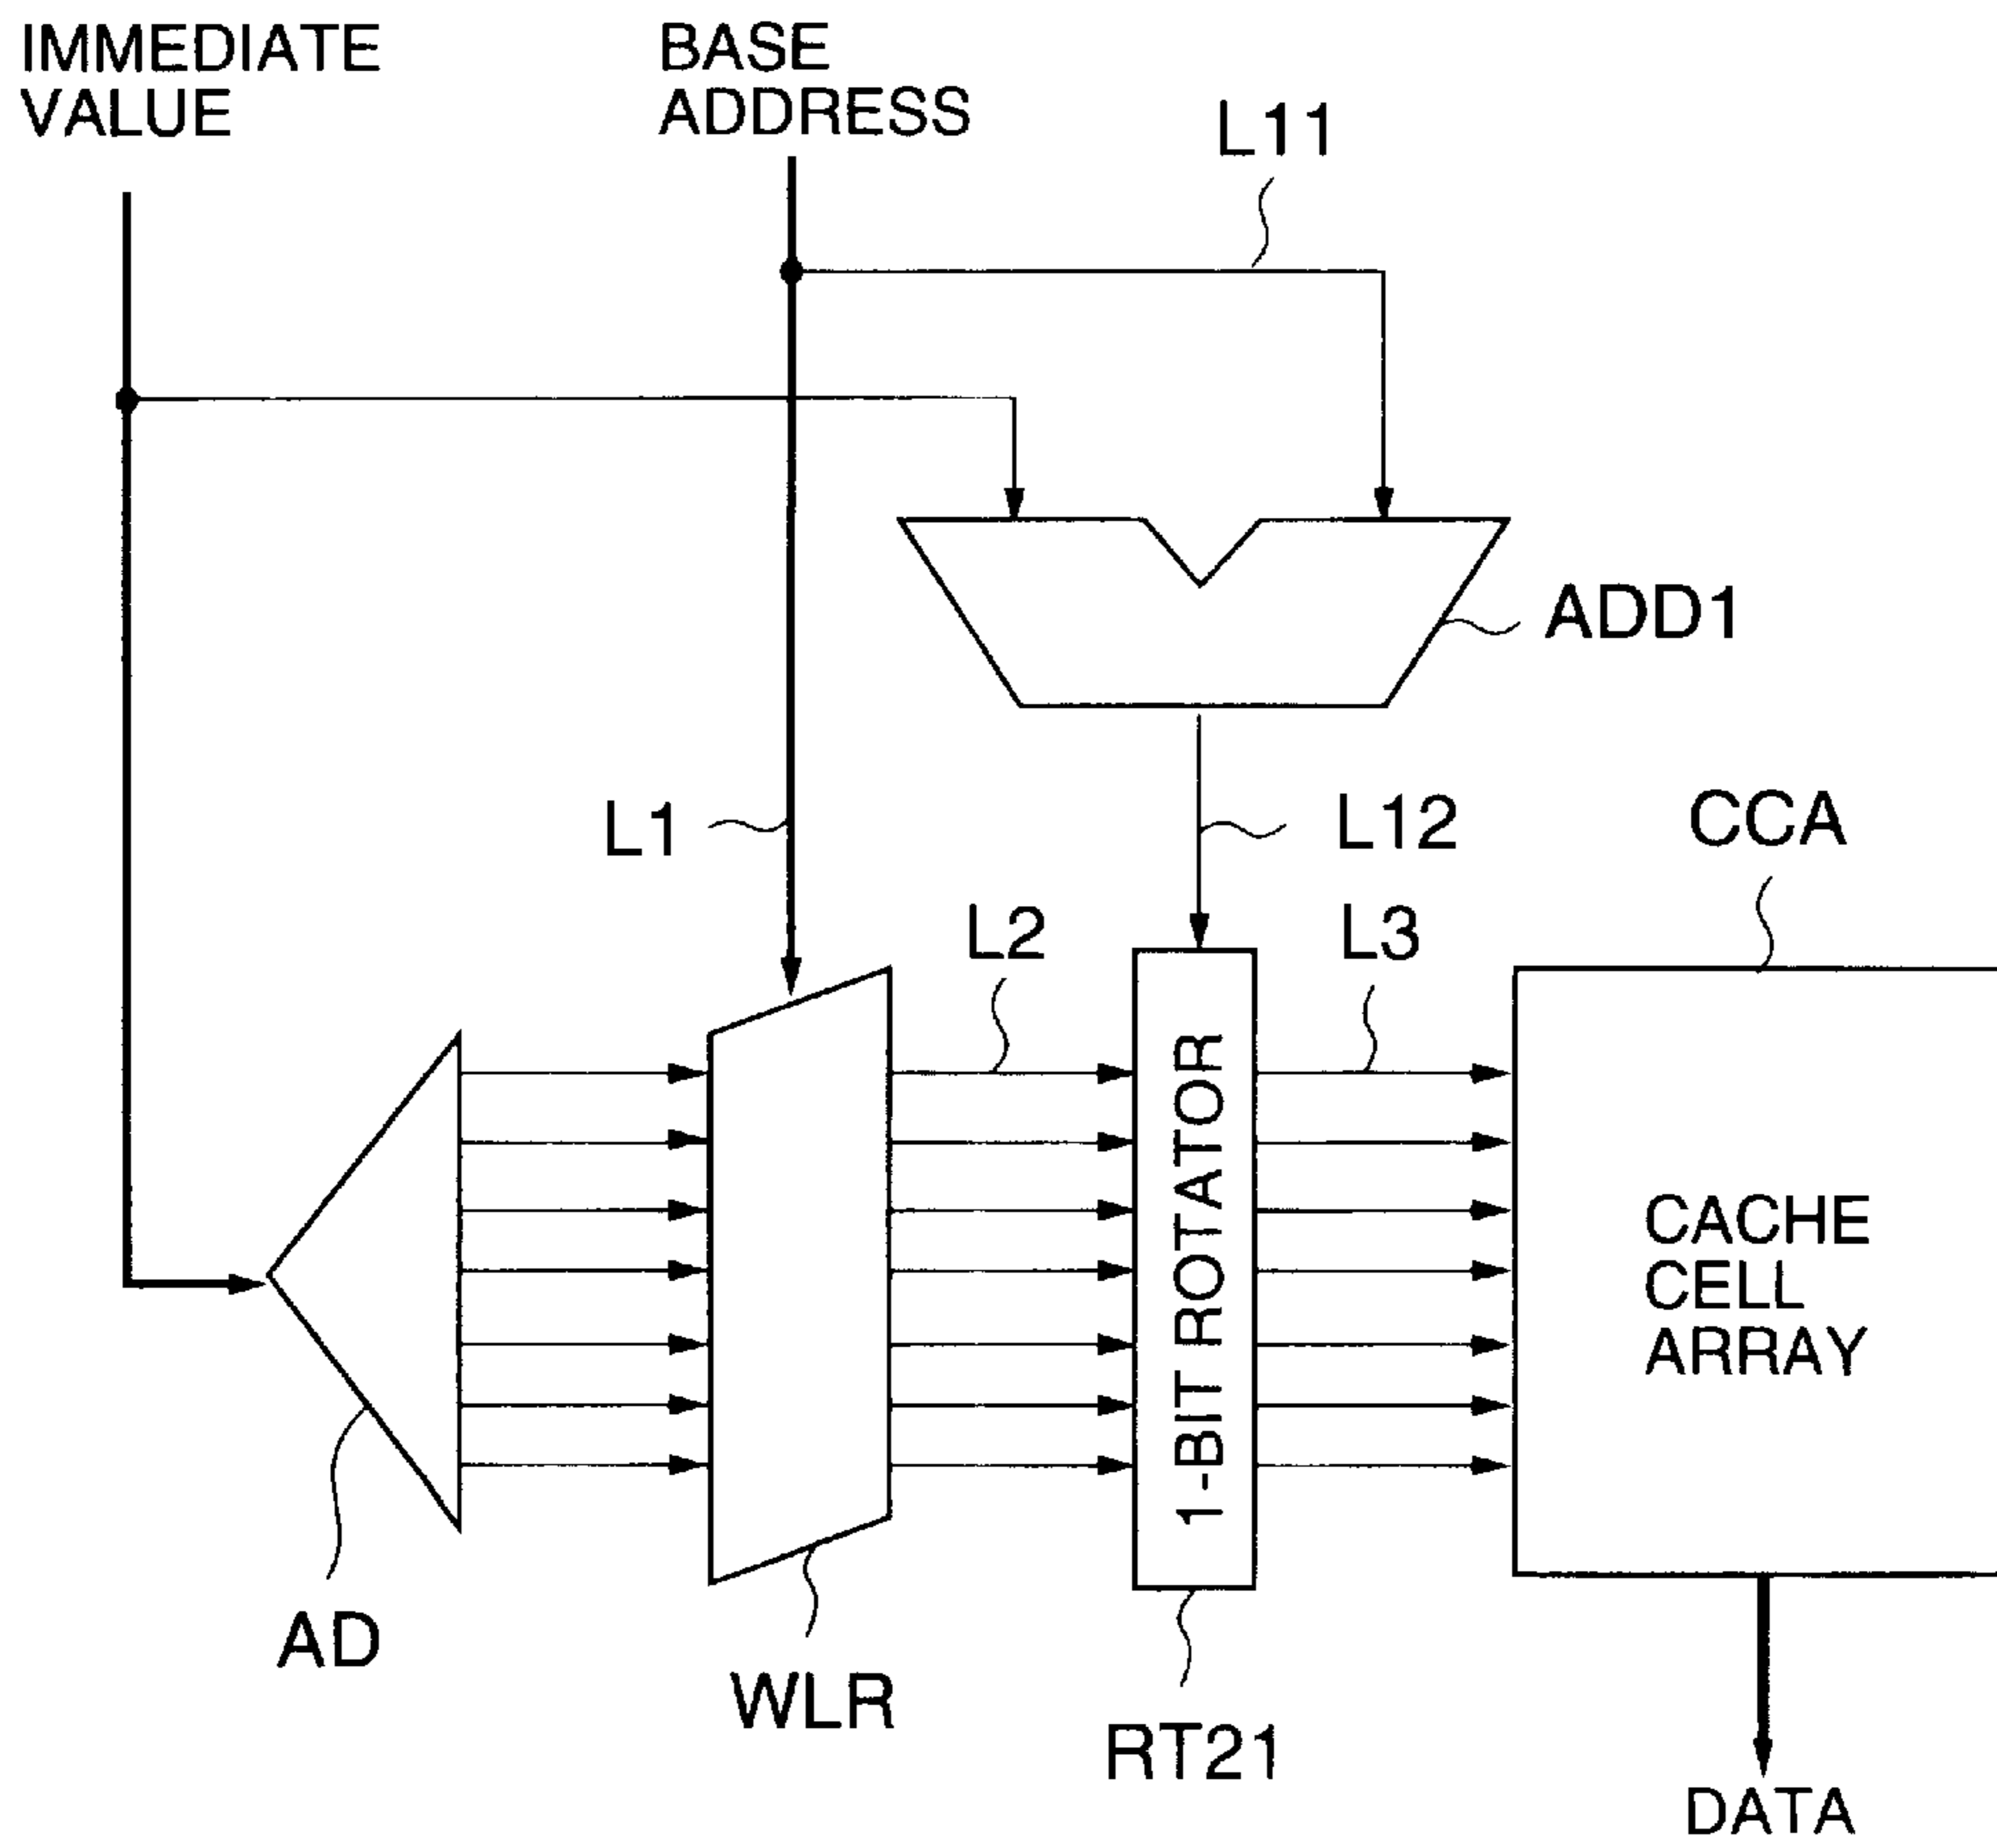 IMMEDIATE
VALUE
BASE
ADDRESS
L11
ADD1
L1
L12
CCA
L2
L3
1-BIT ROTATOR
CACHE
CELL
ARRAY
AD
WLR
RT21
DATA